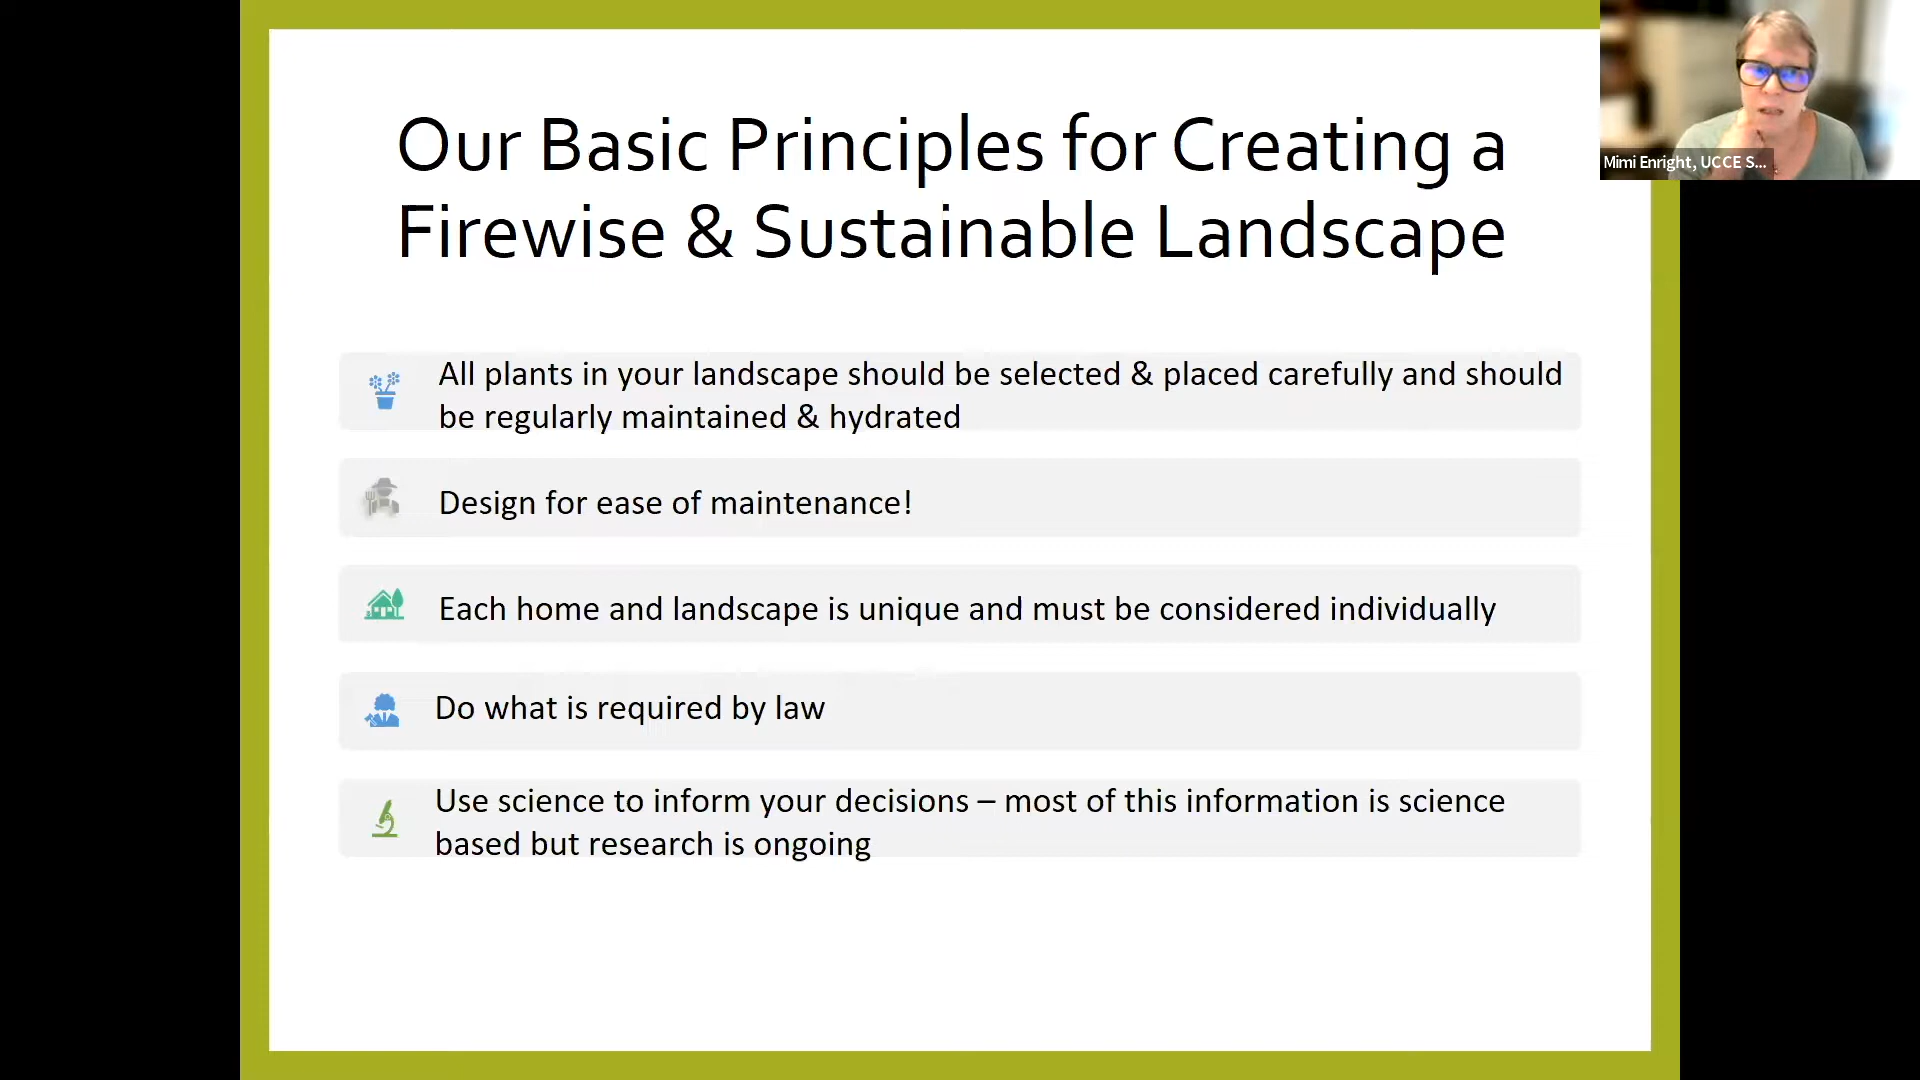 Our Basic Principles for Creating a
Firewise & Sustainable Landscape
Mimi Enright, UCCE S...
All plants in your landscape should be selected & placed carefully and should
be regularly maintained & hydrated
Design for ease of maintenance!
Each home and landscape is unique and must be considered individually
Do what is required by law
Use science to inform your decisions – most of this information is science
based but research is ongoing